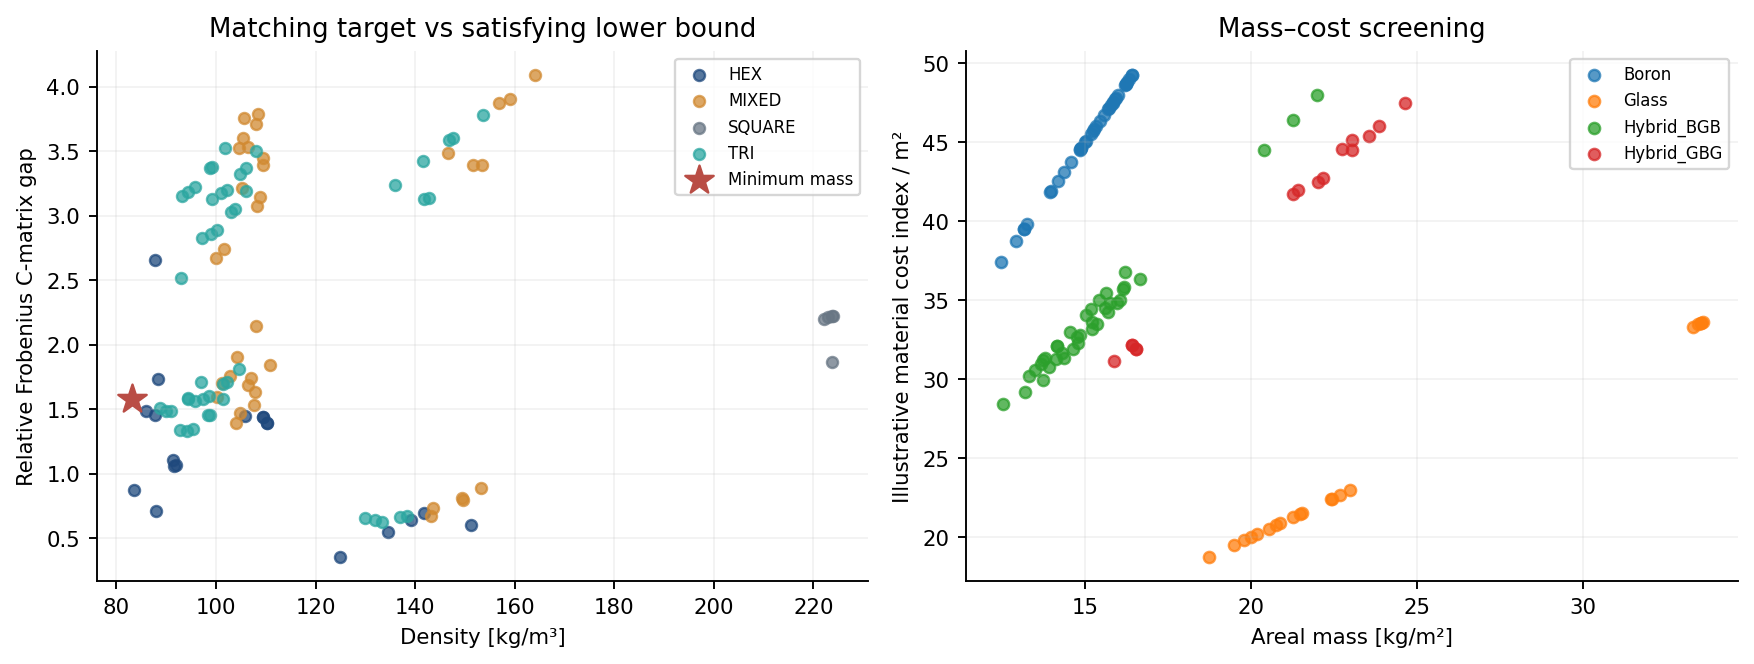 Matching target vs satisfying lower bound
Relative Frobenius C-matrix gap
4.0
3.5
3.0
2.5
2.0
1.5
1.0
0.5
80
100
120
140
160
180
200
220
Density [kg/m³]
HEX
MIXED
SQUARE
TRI
Minimum mass
Mass–cost screening
Illustrative material cost index / m²
50
45
40
35
30
25
20
15
20
25
30
Areal mass [kg/m²]
Boron
Glass
Hybrid_BGB
Hybrid_GBG